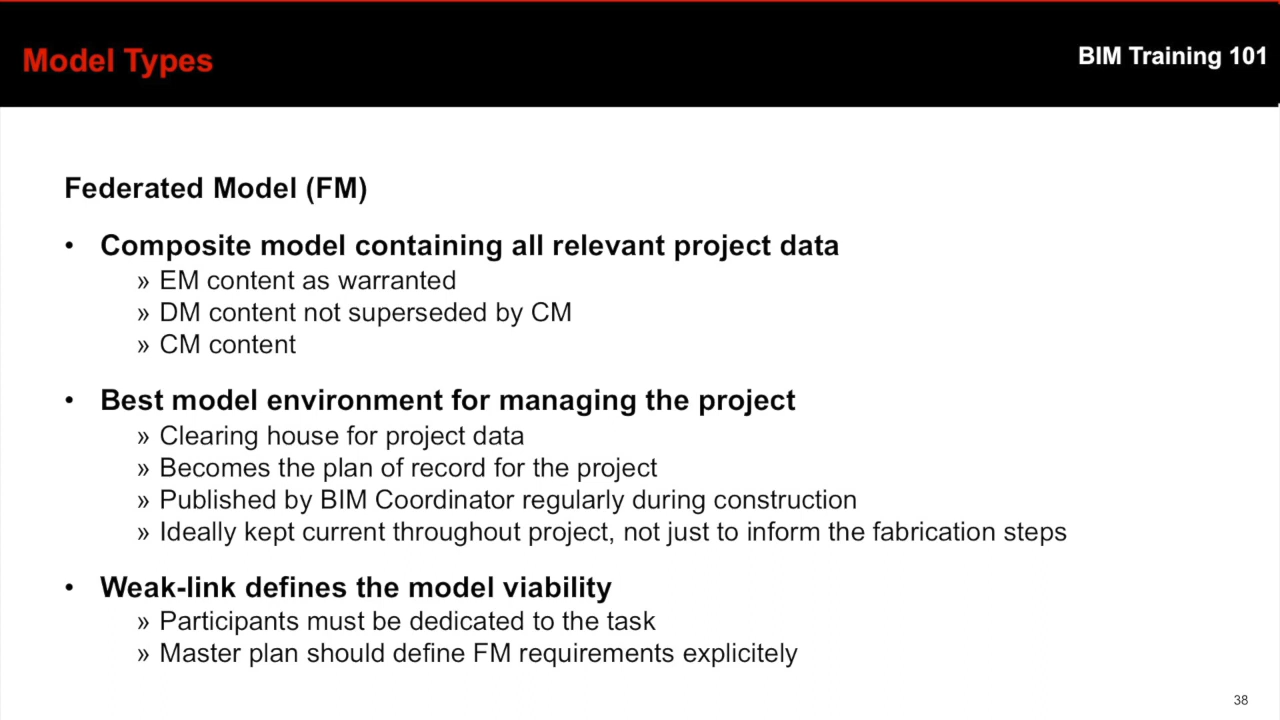 Model Types
BIM Training 101
Federated Model (FM)
• Composite model containing all relevant project data
» EM content as warranted
» DM content not superseded by CM
» CM content
• Best model environment for managing the project
» Clearing house for project data
» Becomes the plan of record for the project
» Published by BIM Coordinator regularly during construction
» Ideally kept current throughout project, not just to inform the fabrication steps
• Weak-link defines the model viability
» Participants must be dedicated to the task
» Master plan should define FM requirements explicitely
38